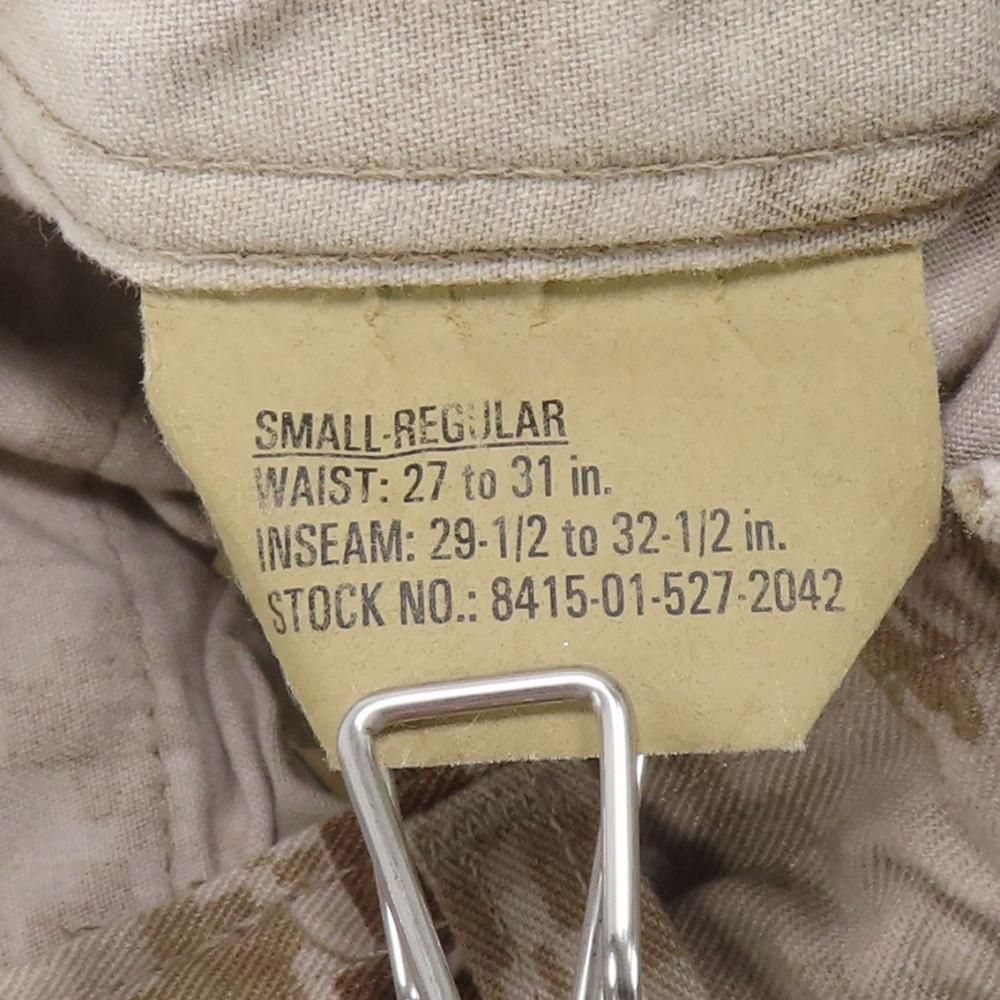 SMALL-REGULAR
WAIST: 27 to 31 in.
INSEAM: 29-1/2 to 32-1/2 in.
STOCK NO.: 8415-01-527-2042